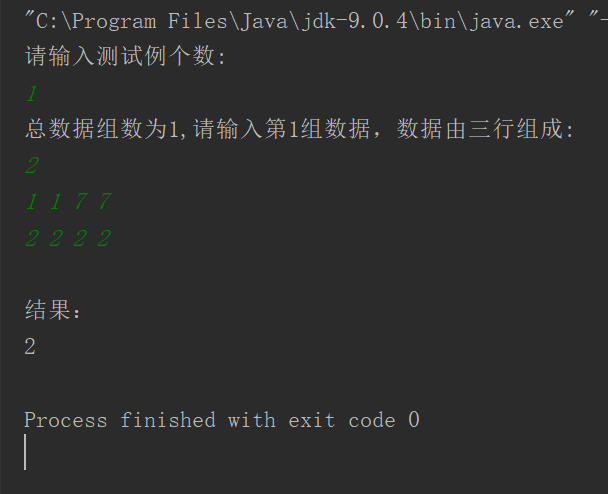 "C:\Program Files\Java\jdk-9.0.4\bin\java.exe" "-
请输入测试例个数:
1
总数据组数为1,请输入第1组数据，数据由三行组成:
2
1 1 7 7
2 2 2 2
结果：
2
Process finished with exit code 0